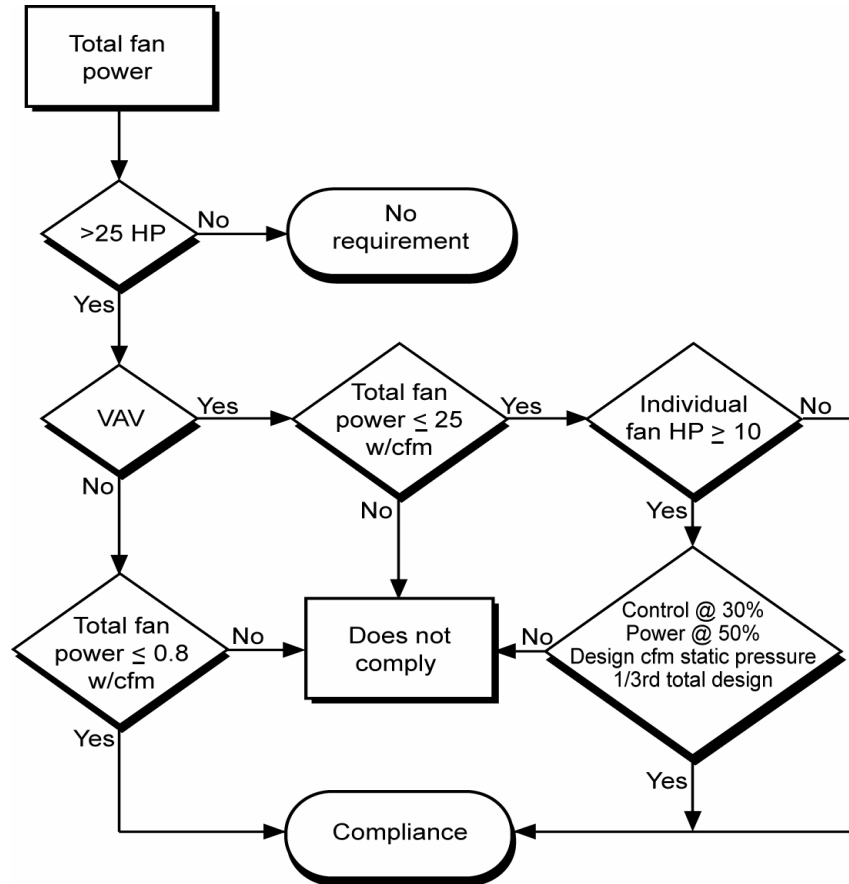 Total fan
power
>25 HP
No
No
requirement
Yes
VAV
Yes
Total fan
power ≤ 25
w/cfm
Yes
Individual
fan HP ≥ 10
No
No
No
Yes
Total fan
power ≤ 0.8
w/cfm
No
Does not
comply
No
Control @ 30%
Power @ 50%
Design cfm static pressure
1/3rd total design
Yes
Yes
Compliance